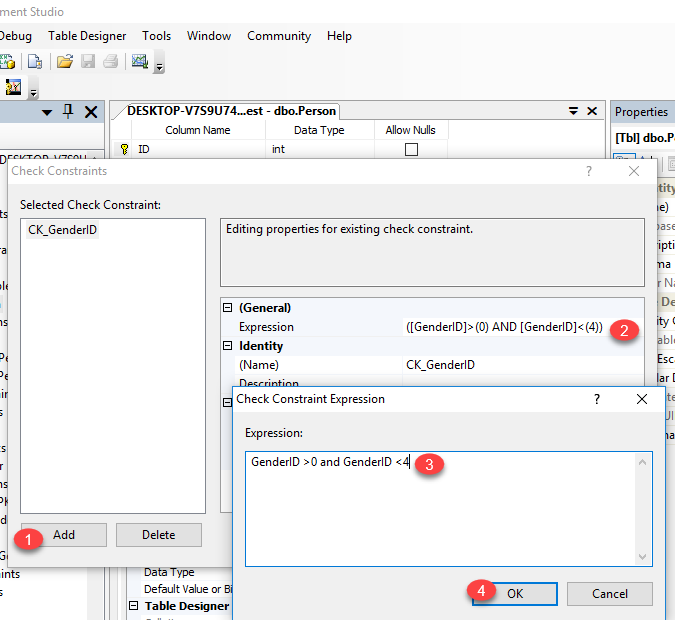 ment Studio
Debug Table Designer Tools Window Community Help
DESKTOP-V7S9U74...est - dbo.Person
Properties
Column Name Data Type Allow Nulls
[Tbl] dbo.P
ID int
DESKTOP-V7S9U
Check Constraints ?
Selected Check Constraint:
CK_GenderID
Editing properties for existing check constraint.
(General)
Expression ([GenderID]>(0) AND [GenderID]<(4)) 2
Identity
(Name) CK_GenderID
Description
Check Constraint Expression ?
Expression:
GenderID >0 and GenderID <4 3
1 Add Delete
Data Type
Default Value or Bi
Table Designer
4 OK Cancel